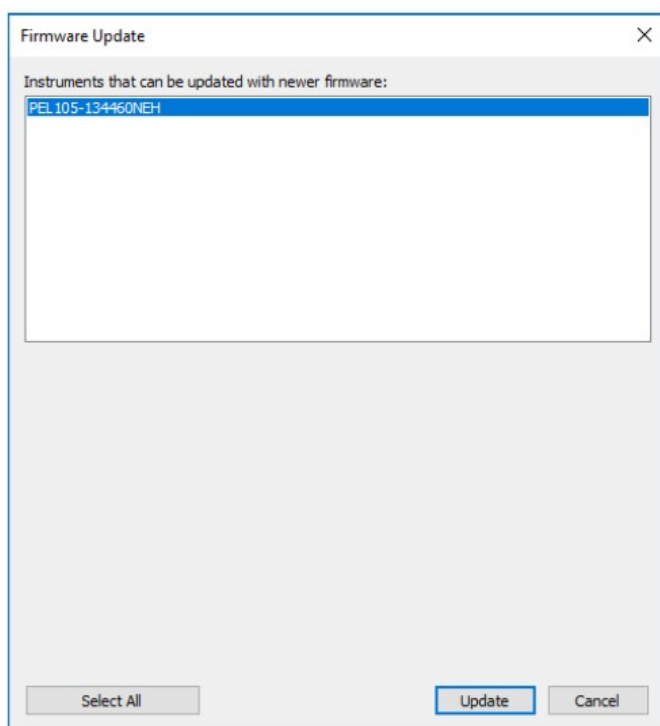 Firmware Update
Instruments that can be updated with newer firmware:
PEL105-134460NEH
Select All
Update
Cancel